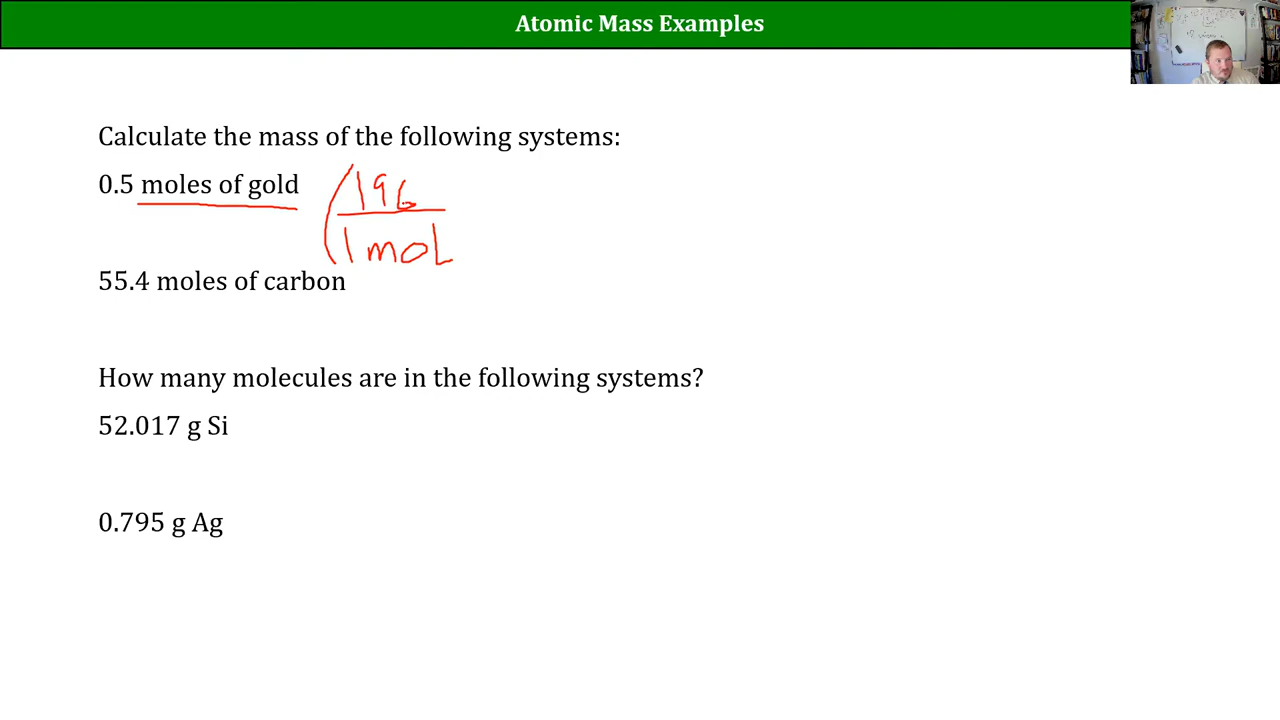 Atomic Mass Examples
Calculate the mass of the following systems:
0.5 moles of gold
196
1 mol
55.4 moles of carbon
How many molecules are in the following systems?
52.017 g Si
0.795 g Ag